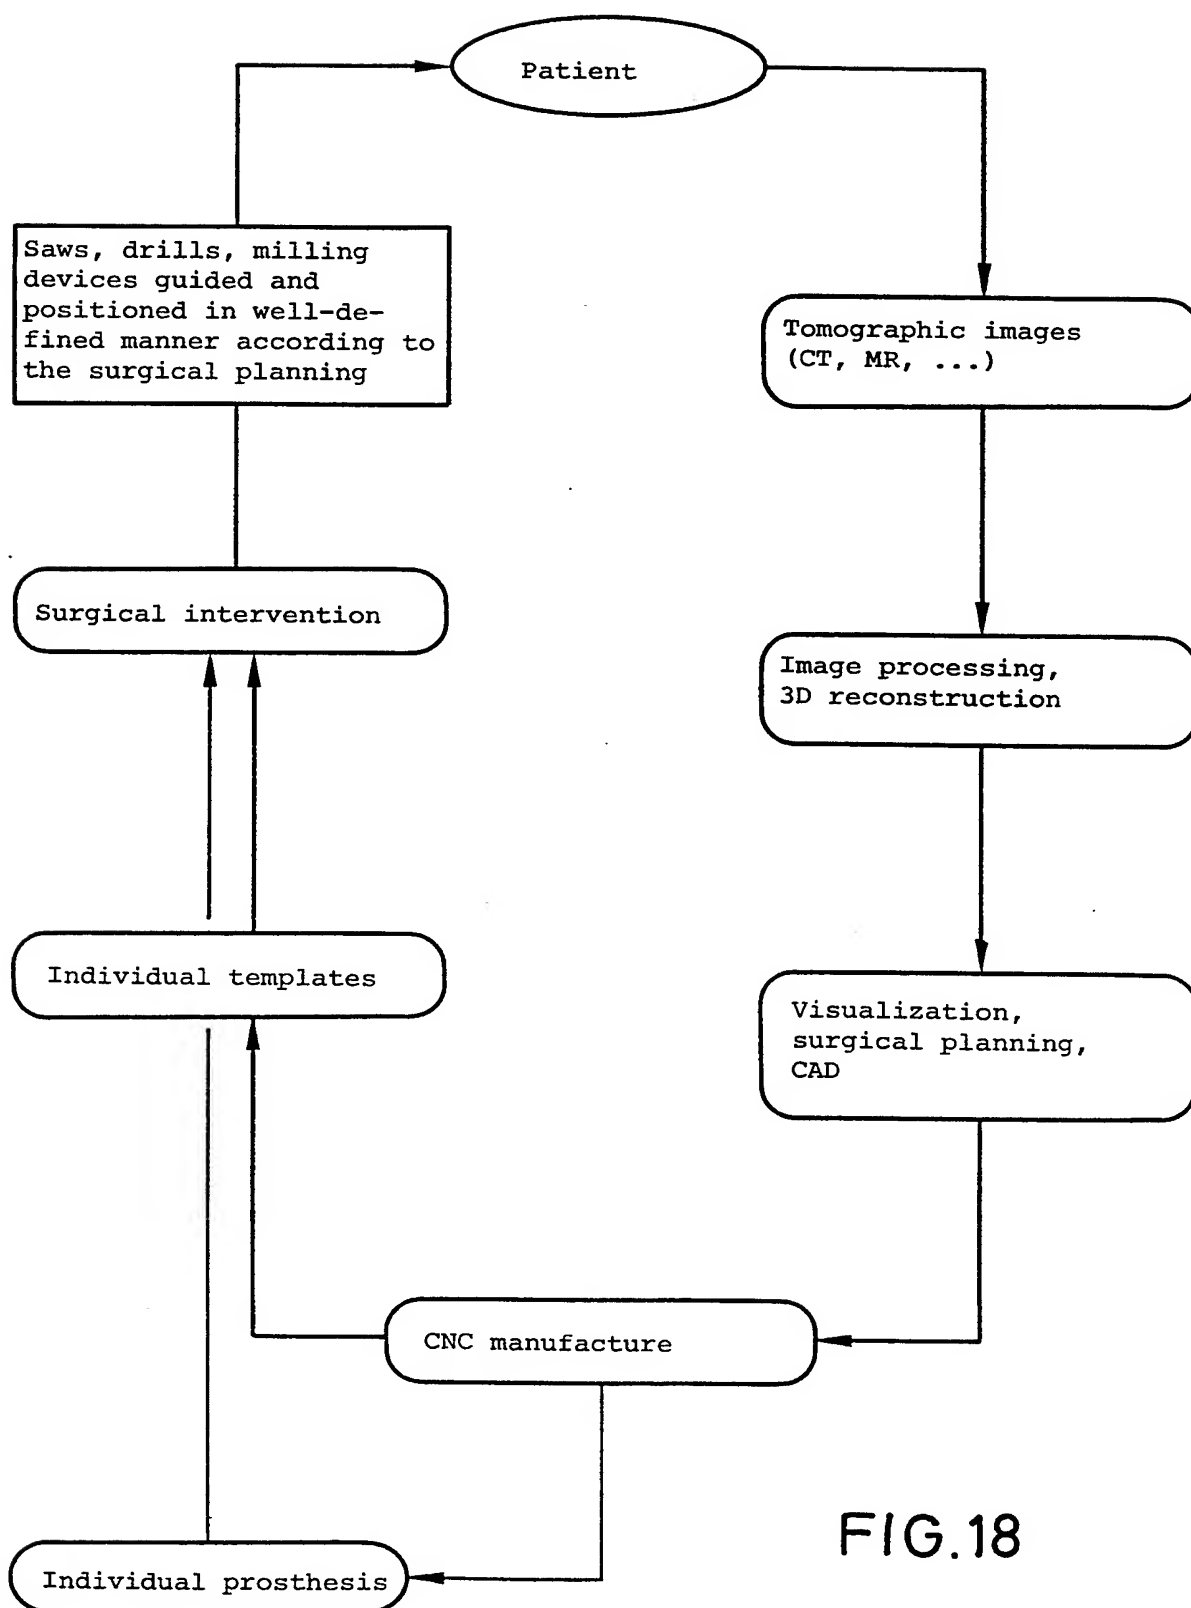 Patient
Saws, drills, milling
devices guided and
positioned in well-de-
fined manner according to
the surgical planning
Tomographic images
(CT, MR, ...)
Surgical intervention
Image processing,
3D reconstruction
Individual templates
Visualization,
surgical planning,
CAD
CNC manufacture
Individual prosthesis
FIG.18